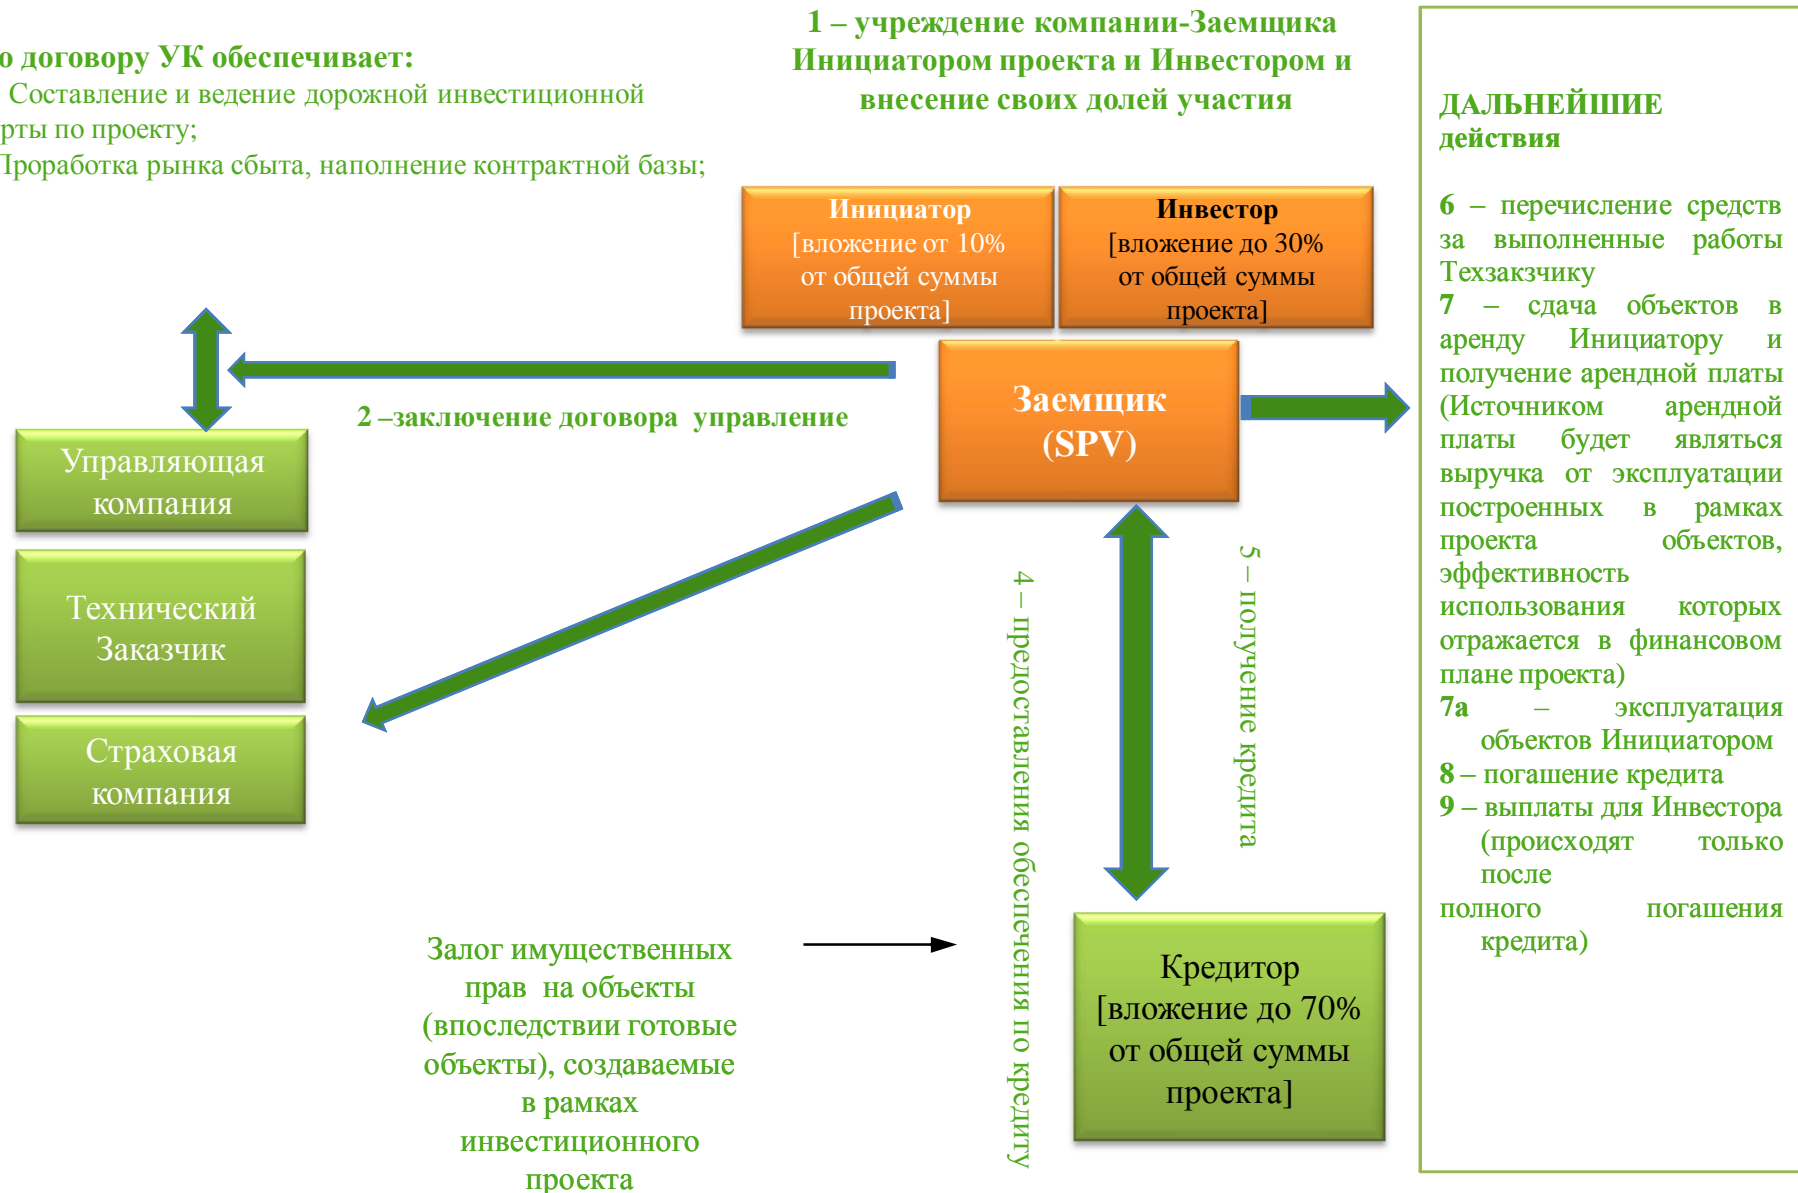 о договору УК обеспечивает:
Составление и ведение дорожной инвестиционной
рты по проекту;
Проработка рынка сбыта, наполнение контрактной базы;
1 – учреждение компании-Заемщика
Инициатором проекта и Инвестором и
внесение своих долей участия
Инициатор
[вложение от 10%
от общей суммы
проекта]
Инвестор
[вложение до 30%
от общей суммы
проекта]
Заемщик
(SPV)
2 –заключение договора управление
Управляющая
компания
Технический
Заказчик
Страховая
компания
4 – предоставления обеспечения по кредиту
5 – получение кредита
Залог имущественных
прав на объекты
(впоследствии готовые
объекты), создаваемые
в рамках
инвестиционного
проекта
Кредитор
[вложение до 70%
от общей суммы
проекта]
ДАЛЬНЕЙШИЕ
действия
6 – перечисление средств
за выполненные работы
Техзакзчику
7 – сдача объектов в
аренду Инициатору и
получение арендной платы
(Источником арендной
платы будет являться
выручка от эксплуатации
построенных в рамках
проекта объектов,
эффективность
использования которых
отражается в финансовом
плане проекта)
7а – эксплуатация
объектов Инициатором
8 – погашение кредита
9 – выплаты для Инвестора
(происходят только
после
полного погашения
кредита)